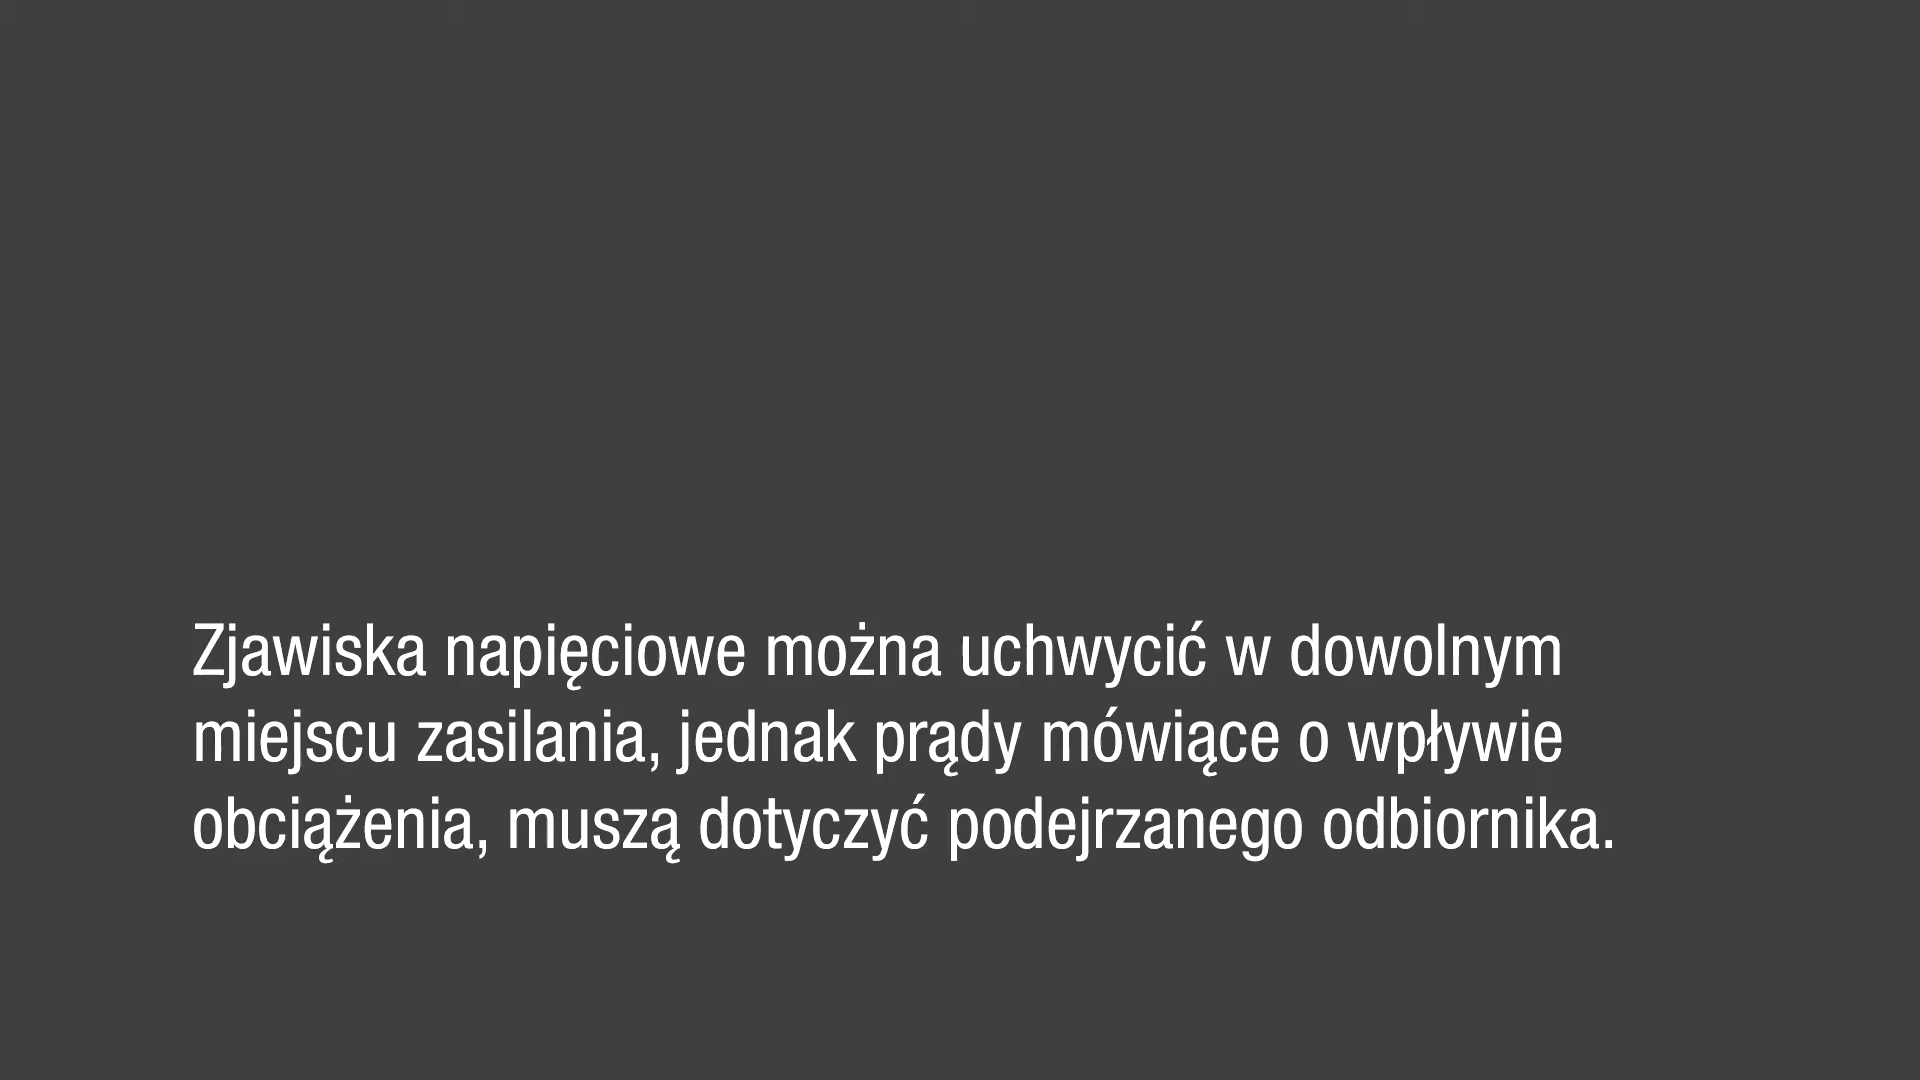 Zjawiska napięciowe można uchwycić w dowolnym
miejscu zasilania, jednak prądy mówiące o wpływie
obciążenia, muszą dotyczyć podejrzanego odbiornika.